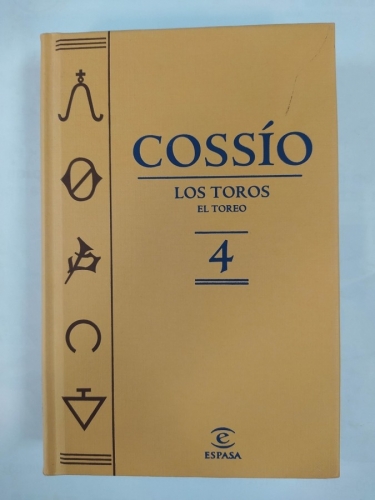 COSSÍO
LOS TOROS
EL TOREO
4
ESPASA